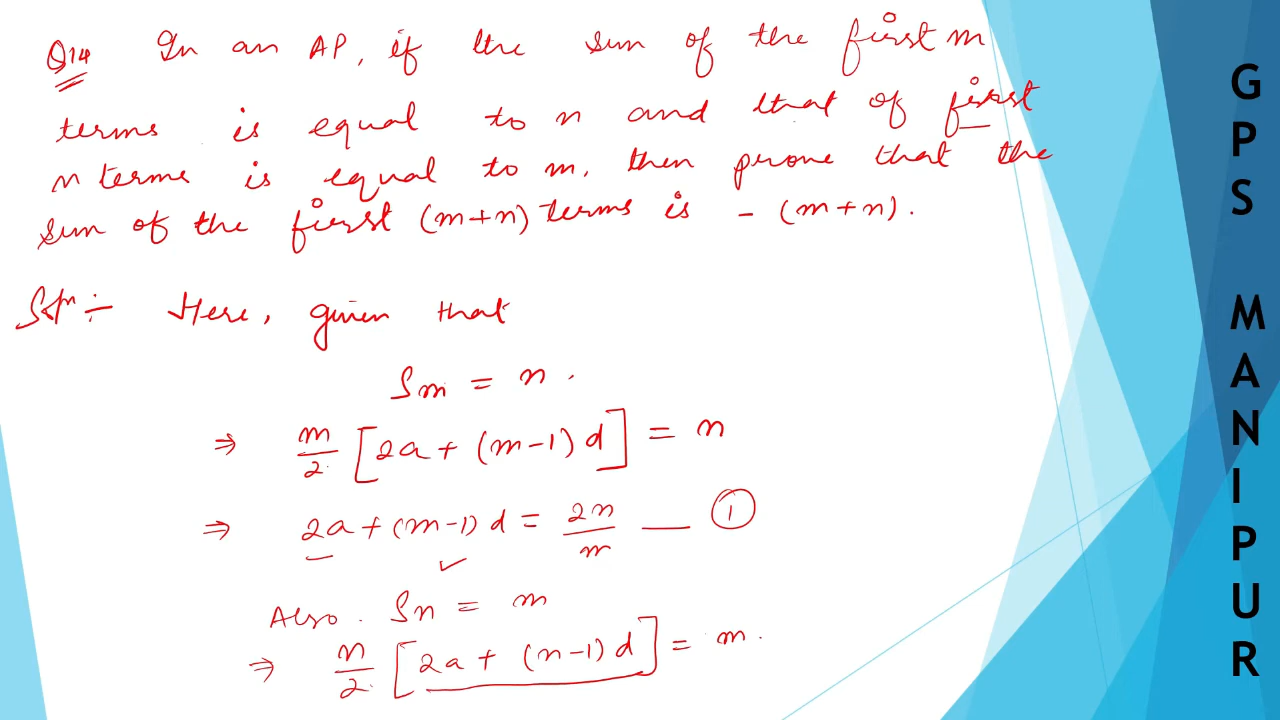 Q14 In an AP, if the sum of the first m
terms is equal to n and that of first
n terms is equal to m, then prove that the
sum of the first (m+n) terms is - (m+n).
Soln :- Here, given that
Sm = n.
⇒ m/2 [2a + (m-1) d] = n
⇒ 2a + (m-1) d = 2n/m — ①
Also. Sn = m
⇒ n/2 [2a + (n-1) d] = m.
GPS MANIPUR